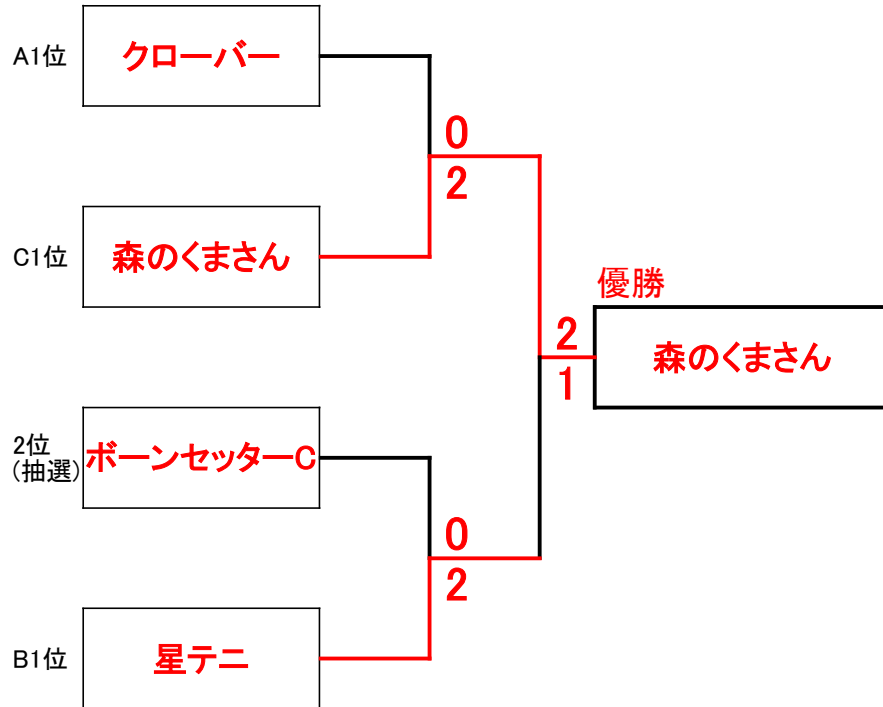 A1位
クローバー
0
2
C1位
森のくまさん
優勝
2
1
森のくまさん
2位
(抽選)
ボーンセッターC
0
2
B1位
星テニ